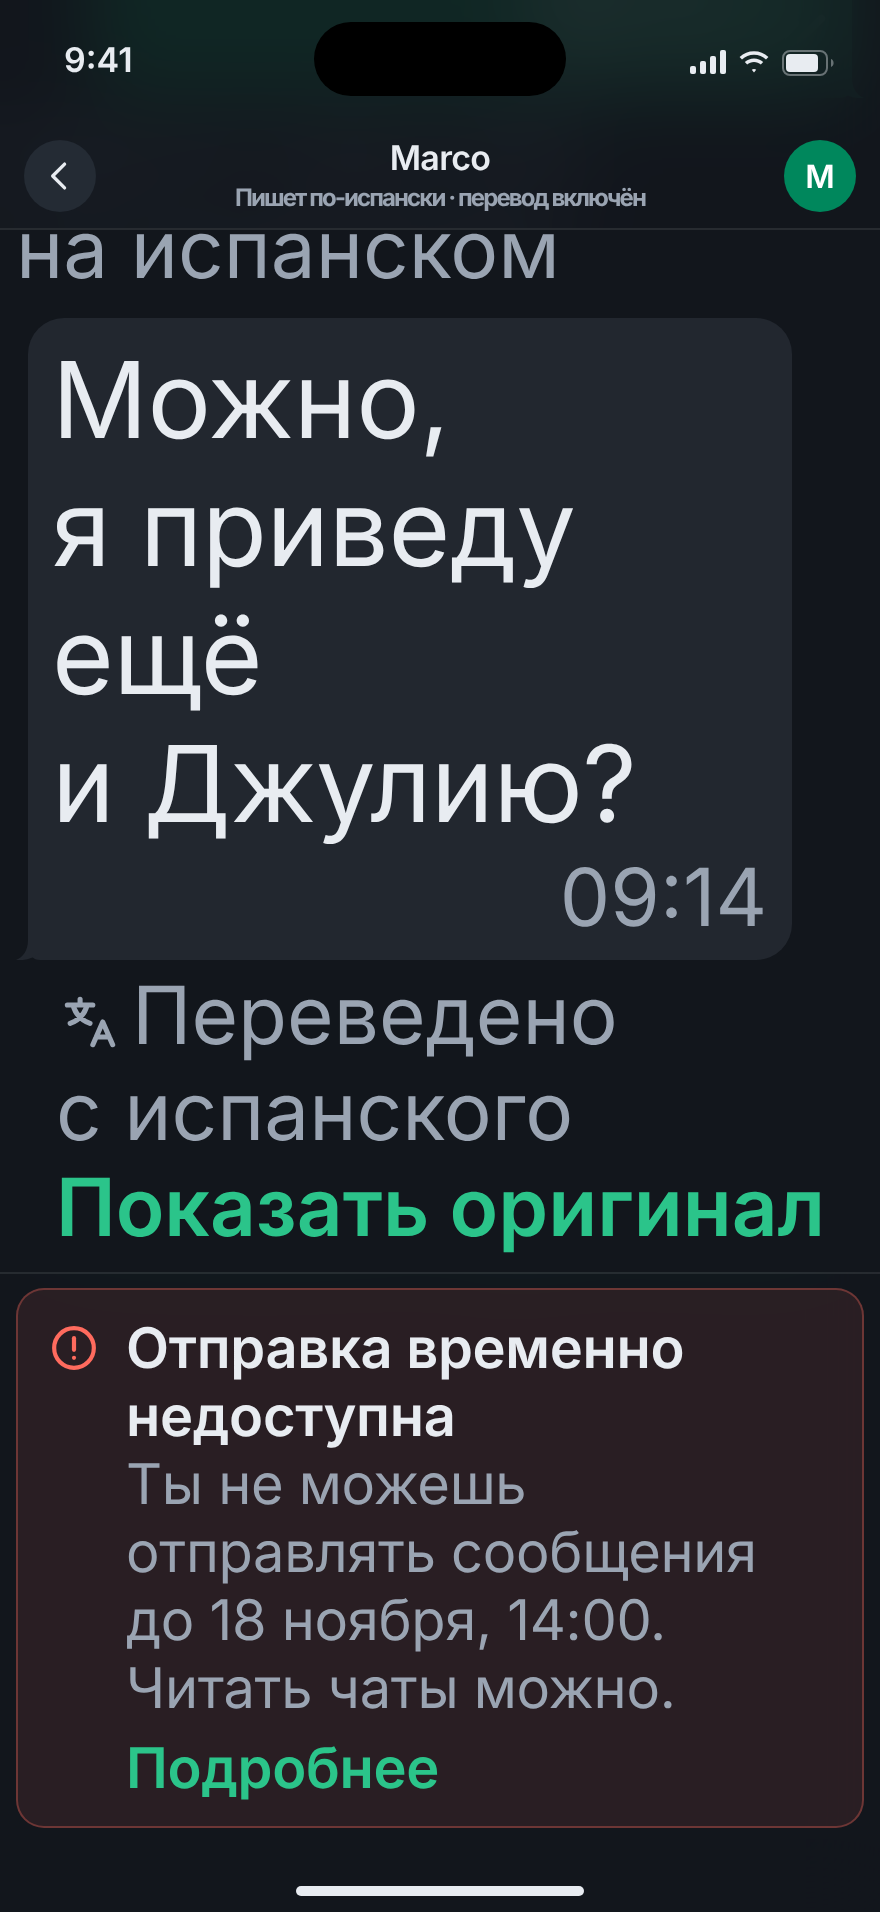 9:41
Marco
Пишет по-испански · перевод включён
M
на испанском
Можно,
я приведу
ещё
и Джулию?
09:14
Переведено
с испанского
Показать оригинал
Отправка временно
недоступна
Ты не можешь
отправлять сообщения
до 18 ноября, 14:00.
Читать чаты можно.
Подробнее